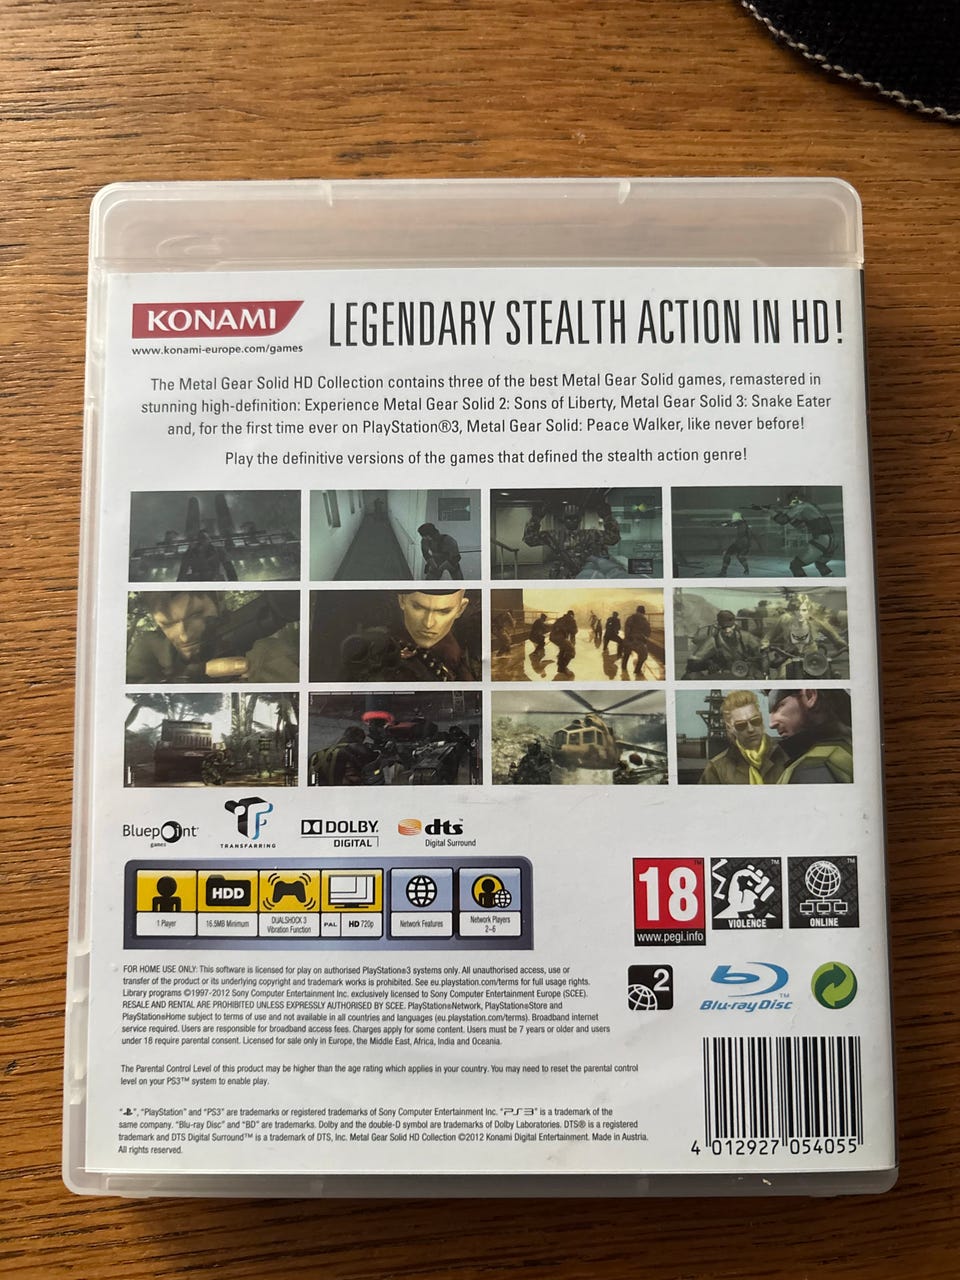 KONAMI
www.konami-europe.com/games
LEGENDARY STEALTH ACTION IN HD!
The Metal Gear Solid HD Collection contains three of the best Metal Gear Solid games, remastered in
stunning high-definition: Experience Metal Gear Solid 2: Sons of Liberty, Metal Gear Solid 3: Snake Eater
and, for the first time ever on PlayStation®3, Metal Gear Solid: Peace Walker, like never before!
Play the definitive versions of the games that defined the stealth action genre!
Bluepoint
games
TF
TRANSFARRING
DOLBY
DIGITAL
dts
Digital Surround
1 Player
HDD
16.5MB Minimum
DUALSHOCK 3
Vibration Function
PAL
HD 720p
Network Features
Network Players
2-6
18
www.pegi.info
VIOLENCE
ONLINE
FOR HOME USE ONLY: This software is licensed for play on authorised PlayStation®3 systems only. All unauthorised access, use or
transfer of the product or its underlying copyright and trademark works is prohibited. See eu.playstation.com/terms for full usage rights.
Library programs ©1997-2012 Sony Computer Entertainment Inc. exclusively licensed to Sony Computer Entertainment Europe (SCEE).
RESALE AND RENTAL ARE PROHIBITED UNLESS EXPRESSLY AUTHORISED BY SCEE. PlayStation®Network, PlayStation®Store and
PlayStation®Home subject to terms of use and not available in all countries and languages (eu.playstation.com/terms). Broadband internet
service required. Users are responsible for broadband access fees. Charges apply for some content. Users must be 7 years or older and users
under 18 require parental consent. Licensed for sale only in Europe, the Middle East, Africa, India and Oceania.
2
Blu-ray Disc™
The Parental Control Level of this product may be higher than the age rating which applies in your country. You may need to reset the parental control
level on your PS3™ system to enable play.
"PS", "PlayStation" and "PS3" are trademarks or registered trademarks of Sony Computer Entertainment Inc. "PS3" is a trademark of the
same company. "Blu-ray Disc" and "BD" are trademarks. Dolby and the double-D symbol are trademarks of Dolby Laboratories. DTS® is a registered
trademark and DTS Digital Surround™ is a trademark of DTS, Inc. Metal Gear Solid HD Collection ©2012 Konami Digital Entertainment. Made in Austria.
All rights reserved.
4 012927 054055